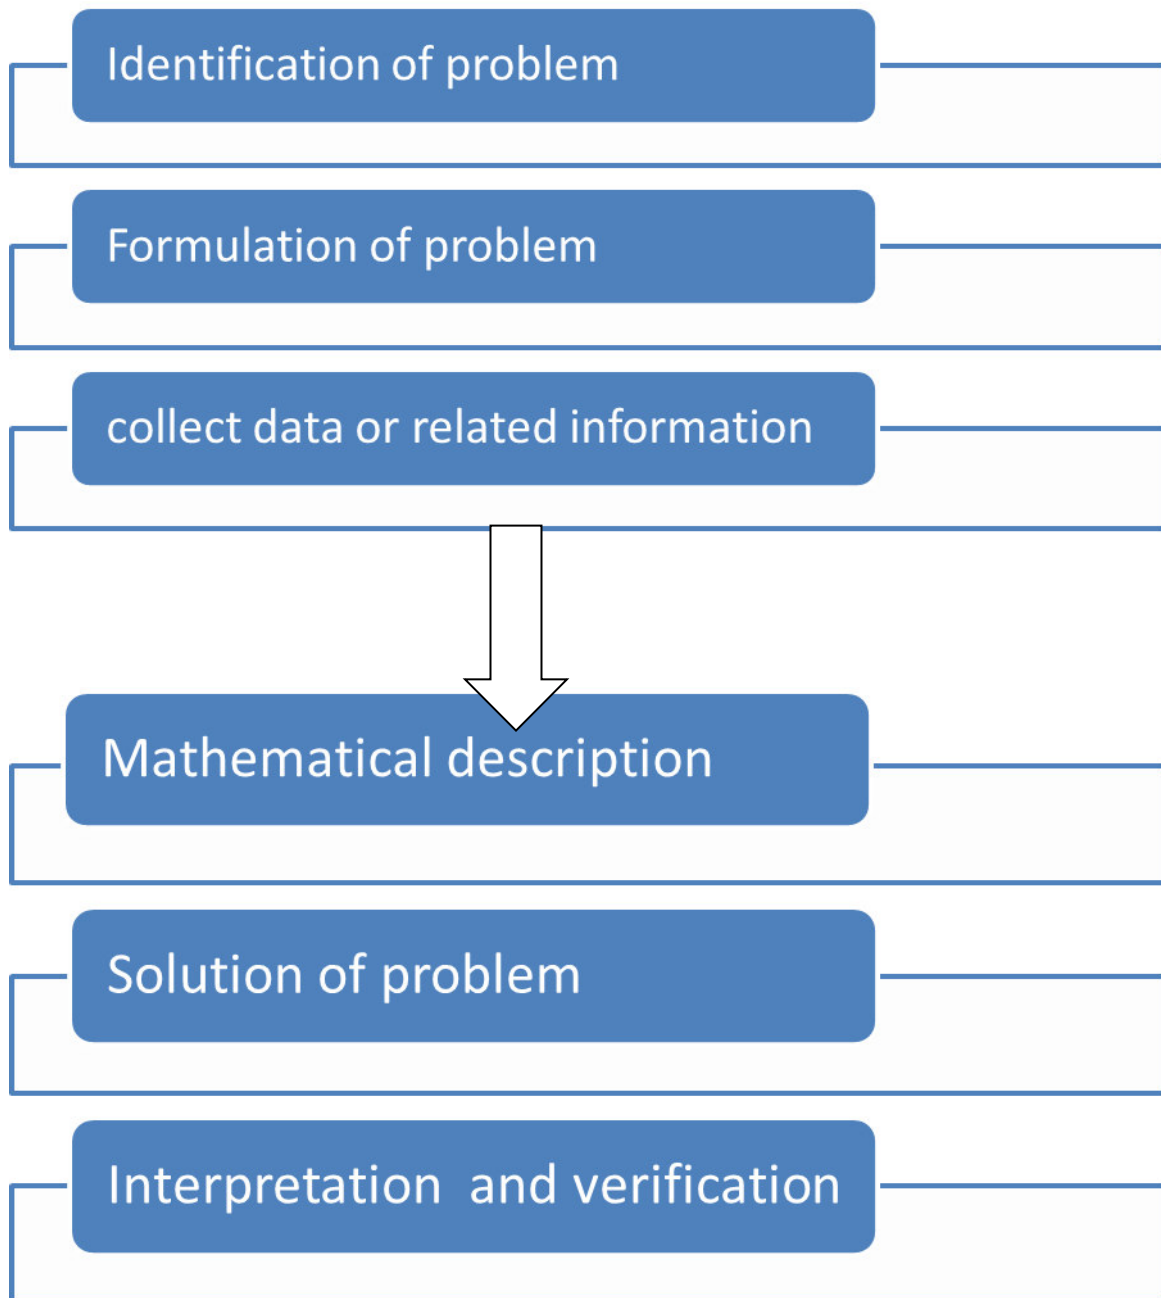 Identification of problem
Formulation of problem
collect data or related information
Mathematical description
Solution of problem
Interpretation and verification